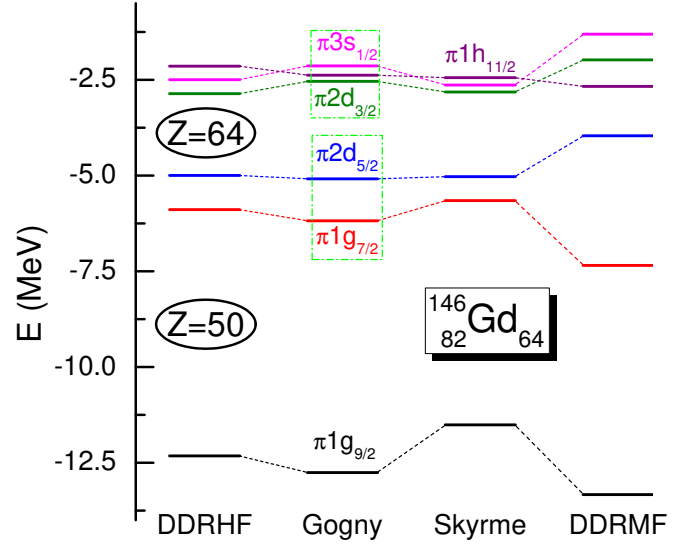 π3s1/2
π1h11/2
-2.5
π2d3/2
Z=64
π2d5/2
-5.0
π1g7/2
-7.5
E (MeV)
Z=50
146
82Gd64
-10.0
π1g9/2
-12.5
DDRHF Gogny Skyrme DDRMF